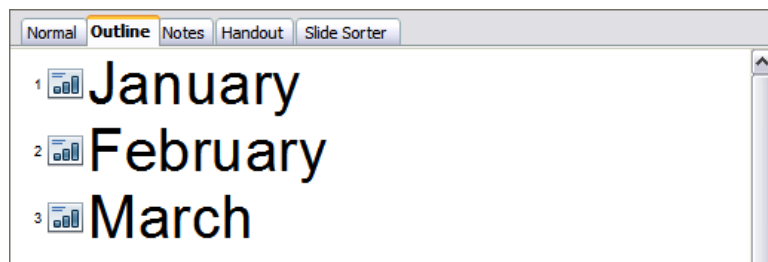 Normal Outline Notes Handout Slide Sorter
1 January
2 February
3 March